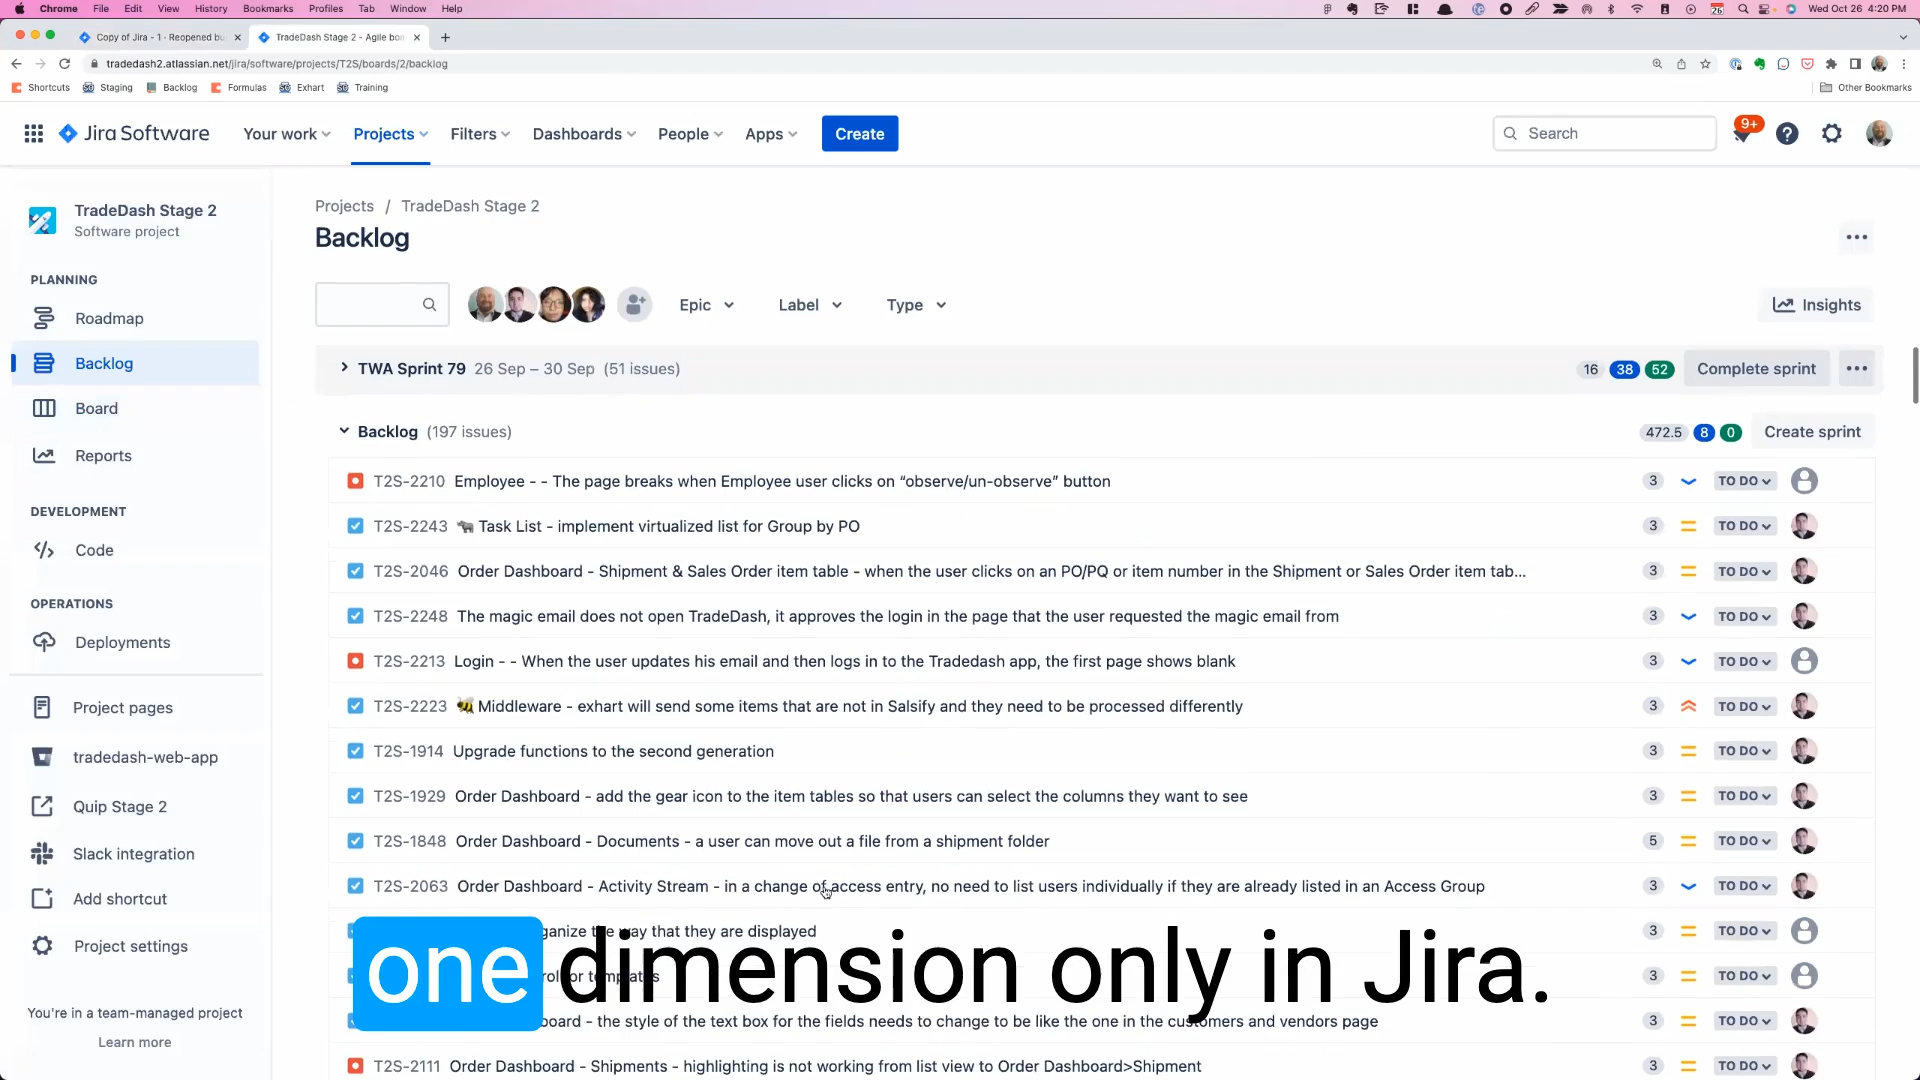 Chrome File Edit View History Bookmarks Profiles Tab Window Help
26 Wed Oct 26 4:20 PM
Copy of Jira - 1 - Reopened bu
TradeDash Stage 2 - Agile boa
tradedash2.atlassian.net/jira/software/projects/T2S/boards/2/backlog
Shortcuts Staging Backlog Formulas Exhart Training Other Bookmarks
Jira Software Your work Projects Filters Dashboards People Apps Create Search 9+
TradeDash Stage 2
Software project
PLANNING
Roadmap
Backlog
Board
Reports
DEVELOPMENT
Code
OPERATIONS
Deployments
Project pages
tradedash-web-app
Quip Stage 2
Slack integration
Add shortcut
Project settings
You're in a team-managed project
Learn more
Projects / TradeDash Stage 2
Backlog
Epic Label Type Insights
TWA Sprint 79 26 Sep – 30 Sep (51 issues) 16 38 52 Complete sprint
Backlog (197 issues) 472.5 8 0 Create sprint
T2S-2210 Employee - - The page breaks when Employee user clicks on “observe/un-observe” button 3 TO DO
T2S-2243 Task List - implement virtualized list for Group by PO 3 TO DO
T2S-2046 Order Dashboard - Shipment & Sales Order item table - when the user clicks on an PO/PQ or item number in the Shipment or Sales Order item tab... 3 TO DO
T2S-2248 The magic email does not open TradeDash, it approves the login in the page that the user requested the magic email from 3 TO DO
T2S-2213 Login - - When the user updates his email and then logs in to the Tradedash app, the first page shows blank 3 TO DO
T2S-2223 Middleware - exhart will send some items that are not in Salsify and they need to be processed differently 3 TO DO
T2S-1914 Upgrade functions to the second generation 3 TO DO
T2S-1929 Order Dashboard - add the gear icon to the item tables so that users can select the columns they want to see 3 TO DO
T2S-1848 Order Dashboard - Documents - a user can move out a file from a shipment folder 5 TO DO
T2S-2063 Order Dashboard - Activity Stream - in a change of access entry, no need to list users individually if they are already listed in an Access Group 3 TO DO
the way that they are displayed 3 TO DO
3 TO DO
- the style of the text box for the fields needs to change to be like the one in the customers and vendors page 3 TO DO
T2S-2111 Order Dashboard - Shipments - highlighting is not working from list view to Order Dashboard>Shipment 3 TO DO
one dimension only in Jira.